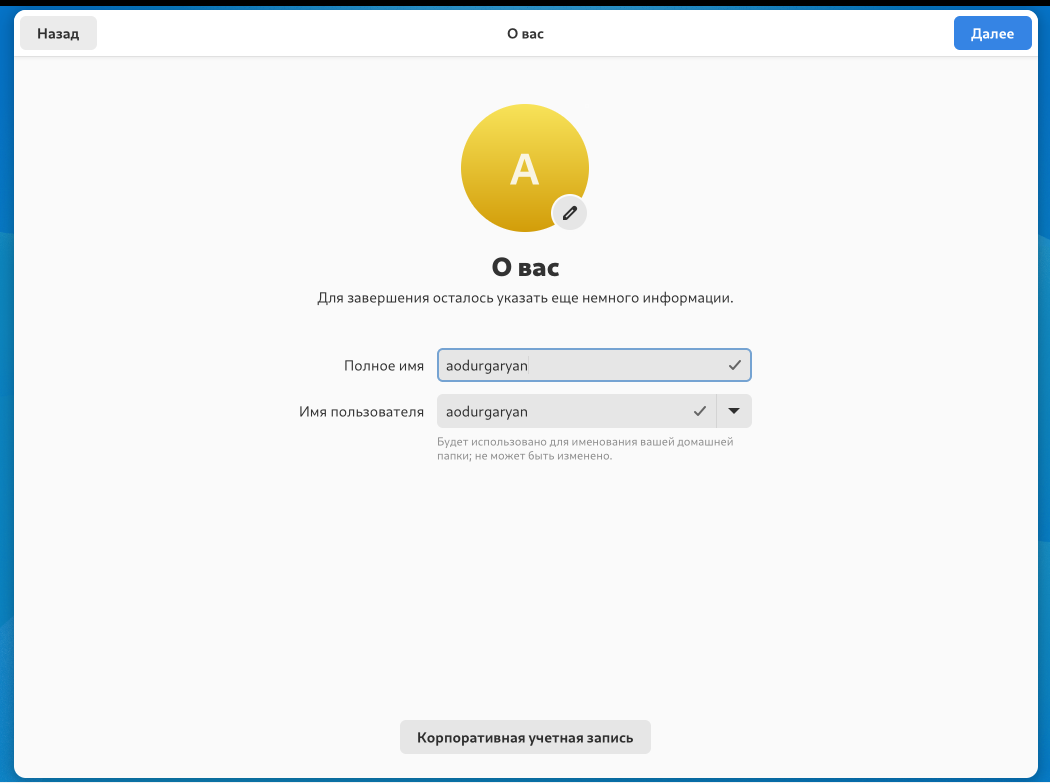 Назад
О вас
Далее
A
О вас
Для завершения осталось указать еще немного информации.
Полное имя
aodurgaryan
Имя пользователя
aodurgaryan
Будет использовано для именования вашей домашней
папки; не может быть изменено.
Корпоративная учетная запись